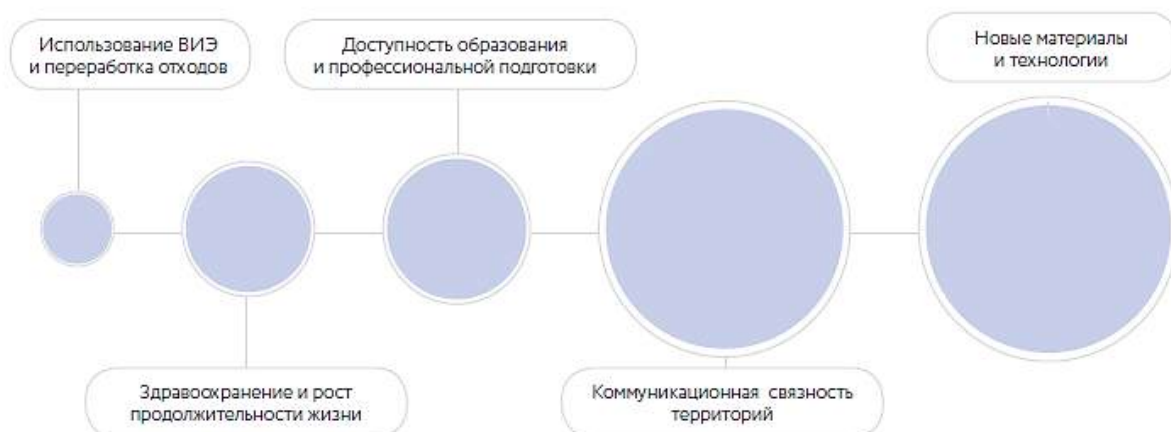 Использование ВИЭ
и переработка отходов
Доступность образования
и профессиональной подготовки
Новые материалы
и технологии
Здравоохранение и рост
продолжительности жизни
Коммуникационная связность
территорий